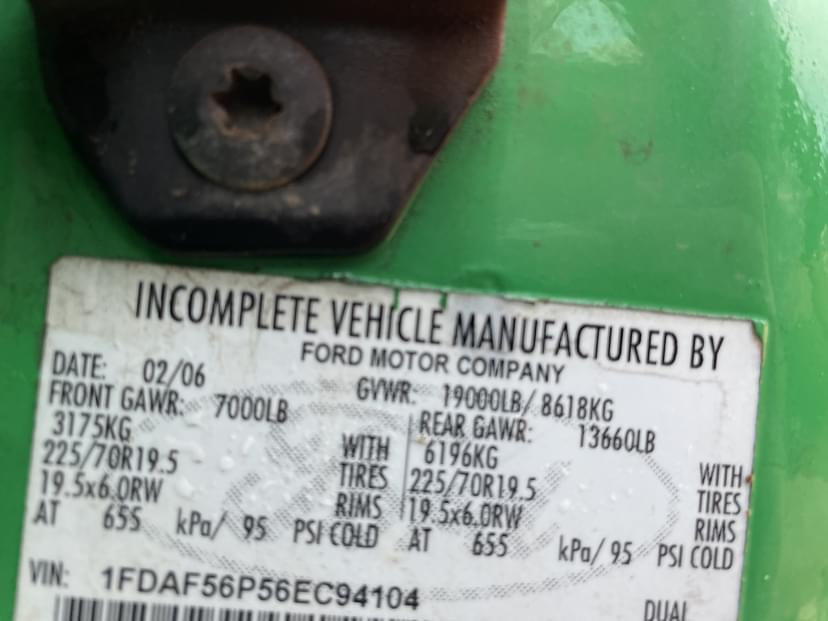 INCOMPLETE VEHICLE MANUFACTURED BY
FORD MOTOR COMPANY
DATE: 02/06 GVWR: 19000LB/ 8618KG
FRONT GAWR: 7000LB REAR GAWR: 13660LB
3175KG WITH 6196KG WITH
225/70R19.5 TIRES 225/70R19.5 TIRES
19.5x6.0RW RIMS 19.5x6.0RW RIMS
AT 655 kPa/ 95 PSI COLD AT 655 kPa/ 95 PSI COLD
VIN: 1FDAF56P56EC94104
DUAL